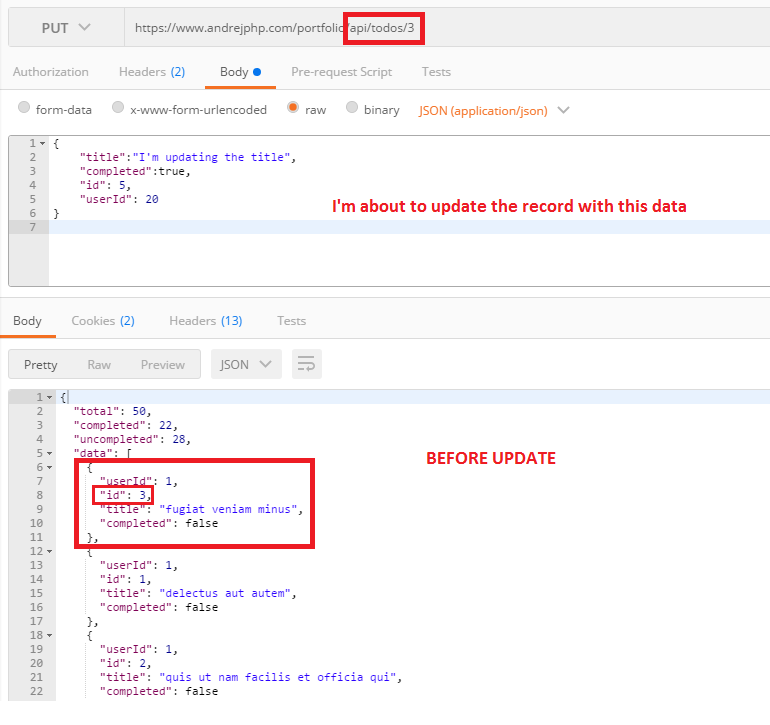 PUT https://www.andrejphp.com/portfolio/api/todos/3
Authorization Headers (2) Body Pre-request Script Tests
form-data x-www-form-urlencoded raw binary JSON (application/json)
1 {
2 "title":"I'm updating the title",
3 "completed":true,
4 "id": 5,
5 "userId": 20
6 }
I'm about to update the record with this data
7
Body Cookies (2) Headers (13) Tests
Pretty Raw Preview JSON
1 {
2 "total": 50,
3 "completed": 22,
4 "uncompleted": 28,
5 "data": [
BEFORE UPDATE
6 {
7 "userId": 1,
8 "id": 3,
9 "title": "fugiat veniam minus",
10 "completed": false
11 },
12 {
13 "userId": 1,
14 "id": 1,
15 "title": "delectus aut autem",
16 "completed": false
17 },
18 {
19 "userId": 1,
20 "id": 2,
21 "title": "quis ut nam facilis et officia qui",
22 "completed": false